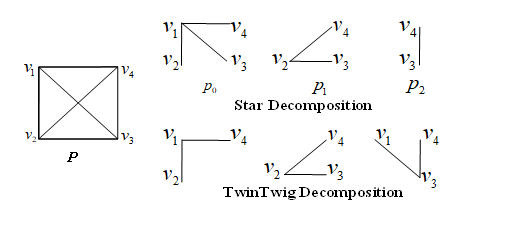 v₁ v₄ v₂ v₃ P
v₁ v₄ v₂ v₃ p₀
v₄ v₂ v₃ p₁
v₄ v₃ p₂
Star Decomposition
v₁ v₄ v₂
v₄ v₂ v₃
v₁ v₄ v₃
TwinTwig Decomposition